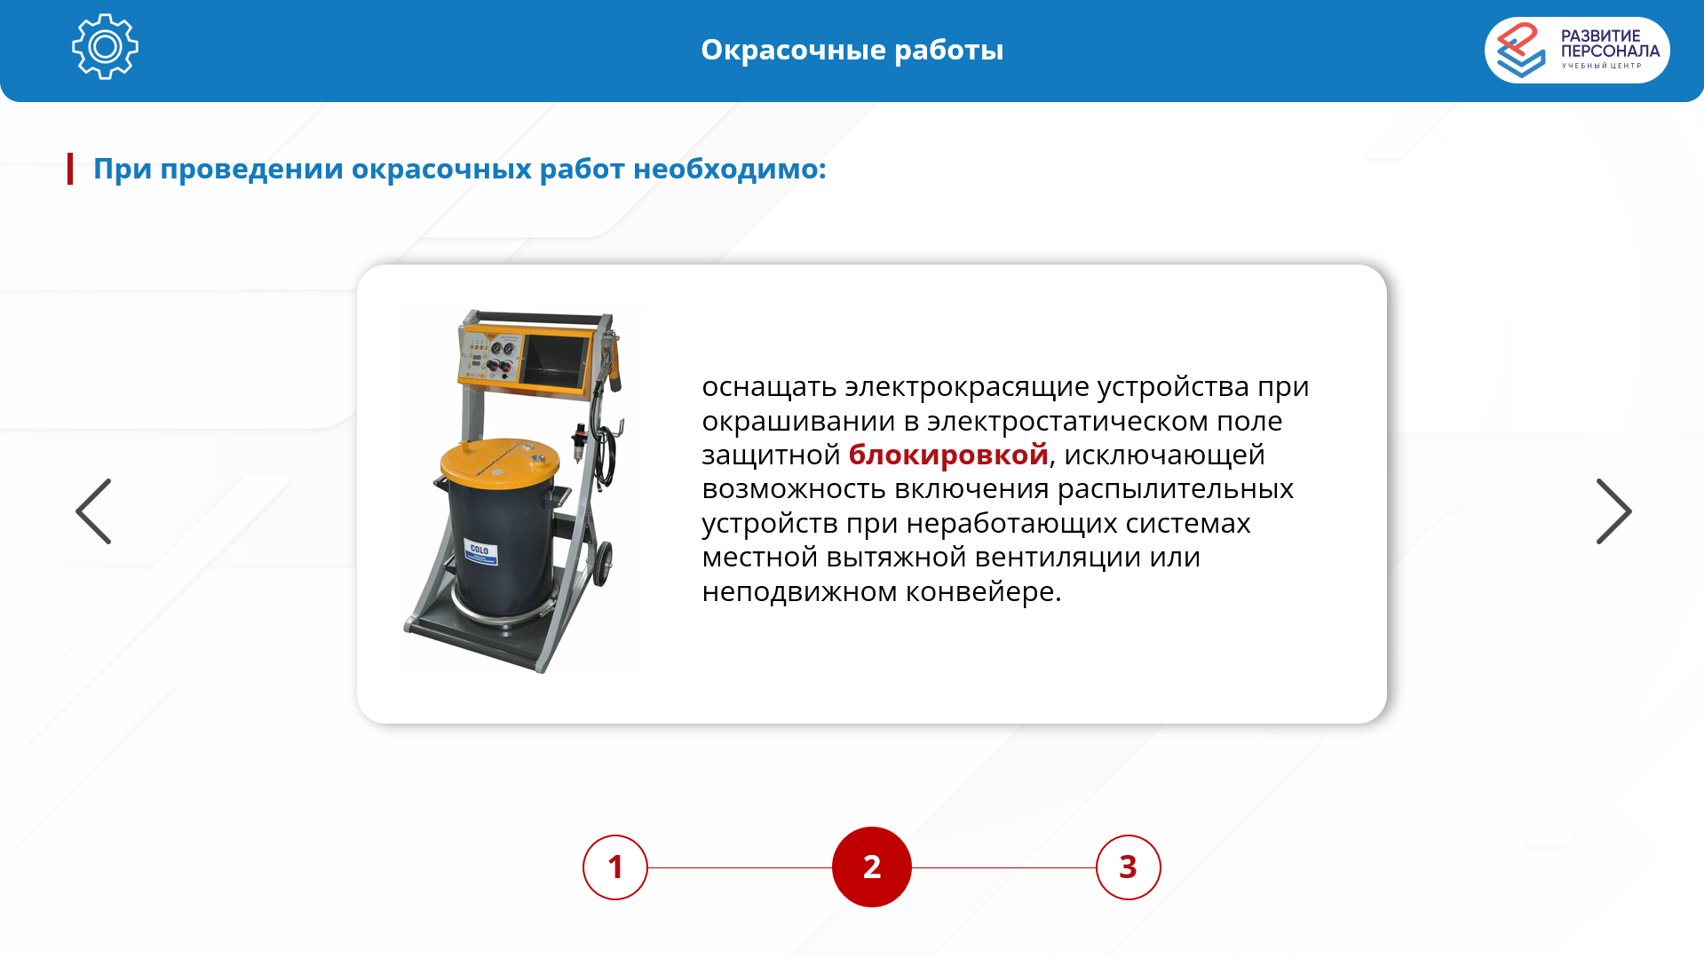 Окрасочные работы
РАЗВИТИЕ
ПЕРСОНАЛА
УЧЕБНЫЙ ЦЕНТР
При проведении окрасочных работ необходимо:
оснащать электрокрасящие устройства при
окрашивании в электростатическом поле
защитной блокировкой, исключающей
возможность включения распылительных
устройств при неработающих системах
местной вытяжной вентиляции или
неподвижном конвейере.
COLO
1
2
3